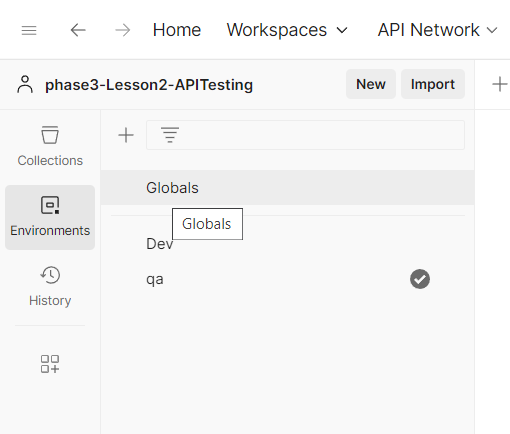 Home Workspaces API Network
phase3-Lesson2-APITesting New Import
Collections
Globals
Environments
Globals
Dev
qa
History